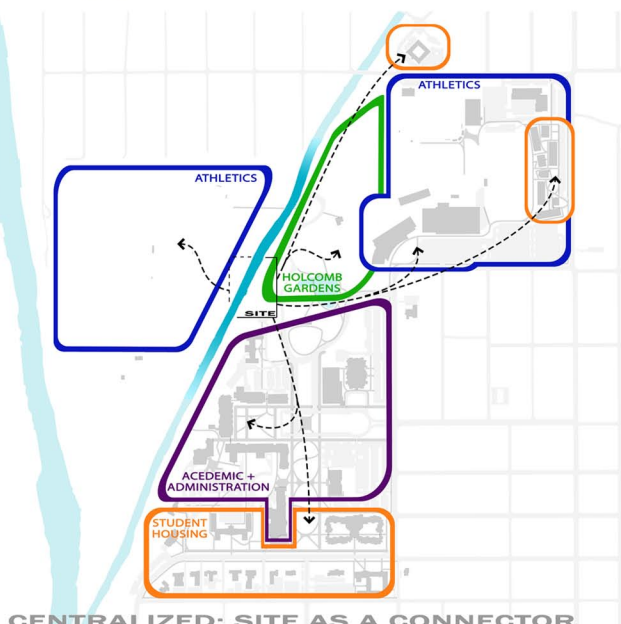 ATHLETICS
ATHLETICS
HOLCOMB
GARDENS
SITE
ACEDEMIC +
ADMINISTRATION
STUDENT
HOUSING
CENTRALIZED: SITE AS A CONNECTOR